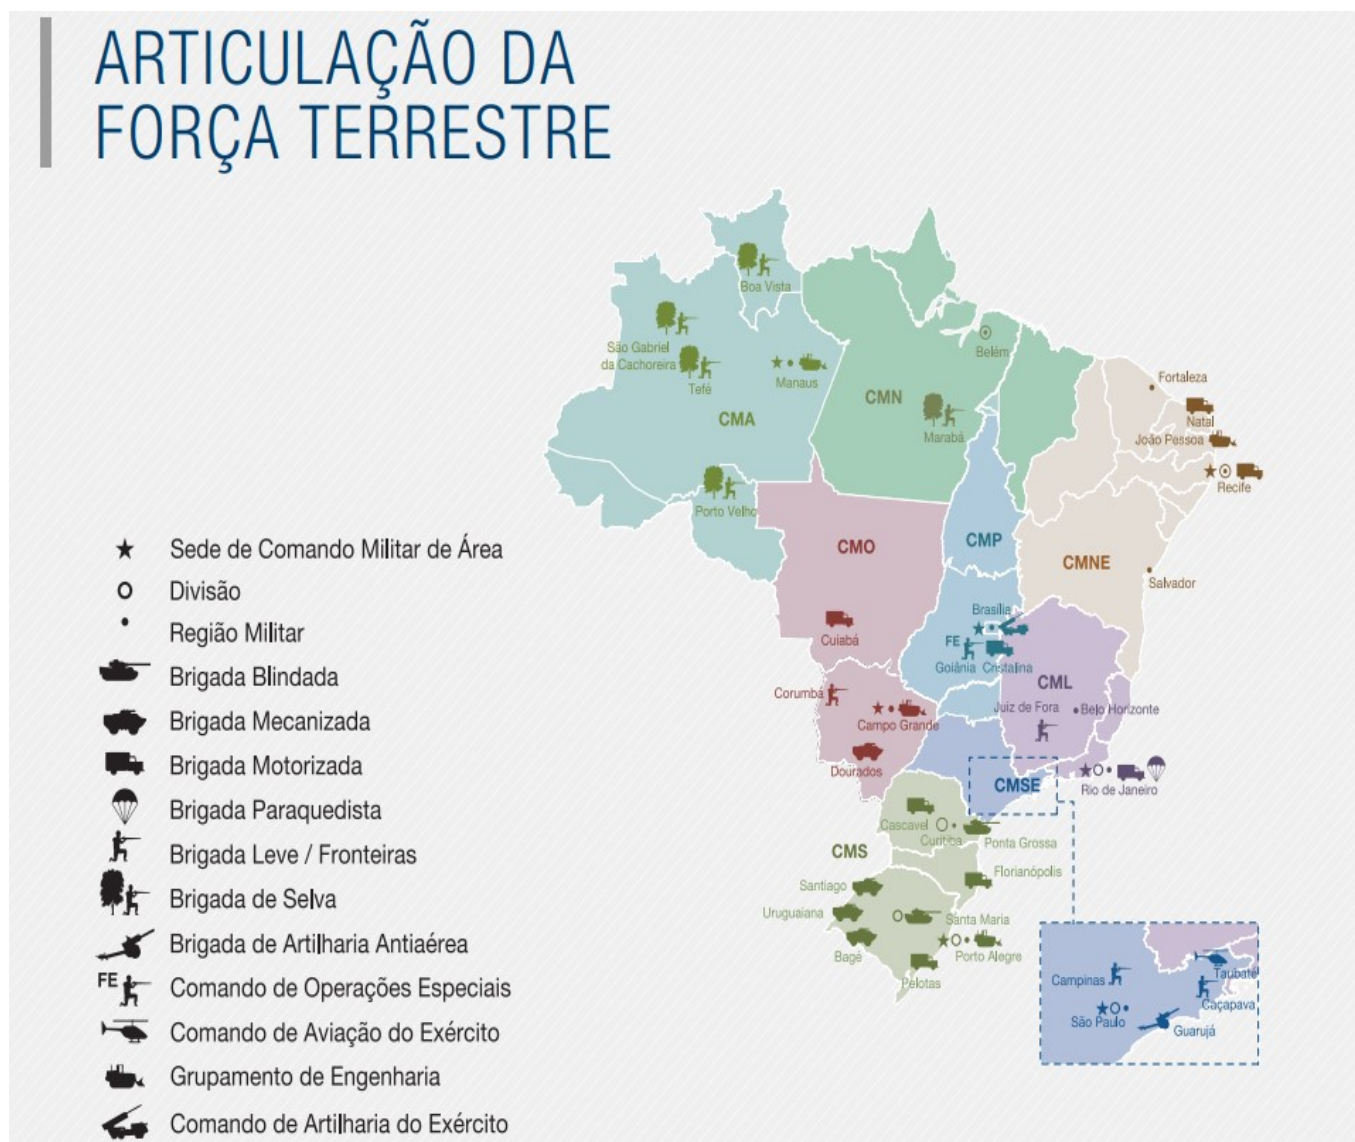 ARTICULAÇÃO DA
FORÇA TERRESTRE
Boa Vista
São Gabriel
da Cachoreira
Tefé
Manaus
Belém
CMA
CMN
Marabá
Fortaleza
Natal
João Pessoa
Recife
Porto Velho
CMO
CMP
CMNE
Salvador
Cuiabá
Brasília
FE
Goiânia
Cristalina
CML
Corumbá
Campo Grande
Juiz de Fora
Belo Horizonte
Dourados
CMSE
Rio de Janeiro
Cascavel
Curitiba
Ponta Grossa
CMS
Florianópolis
Santiago
Uruguaiana
Santa Maria
Bagé
Porto Alegre
Pelotas
Campinas
Taubaté
Caçapava
São Paulo
Guarujá
Sede de Comando Militar de Área
Divisão
Região Militar
Brigada Blindada
Brigada Mecanizada
Brigada Motorizada
Brigada Paraquedista
Brigada Leve / Fronteiras
Brigada de Selva
Brigada de Artilharia Antiaérea
FE Comando de Operações Especiais
Comando de Aviação do Exército
Grupamento de Engenharia
Comando de Artilharia do Exército